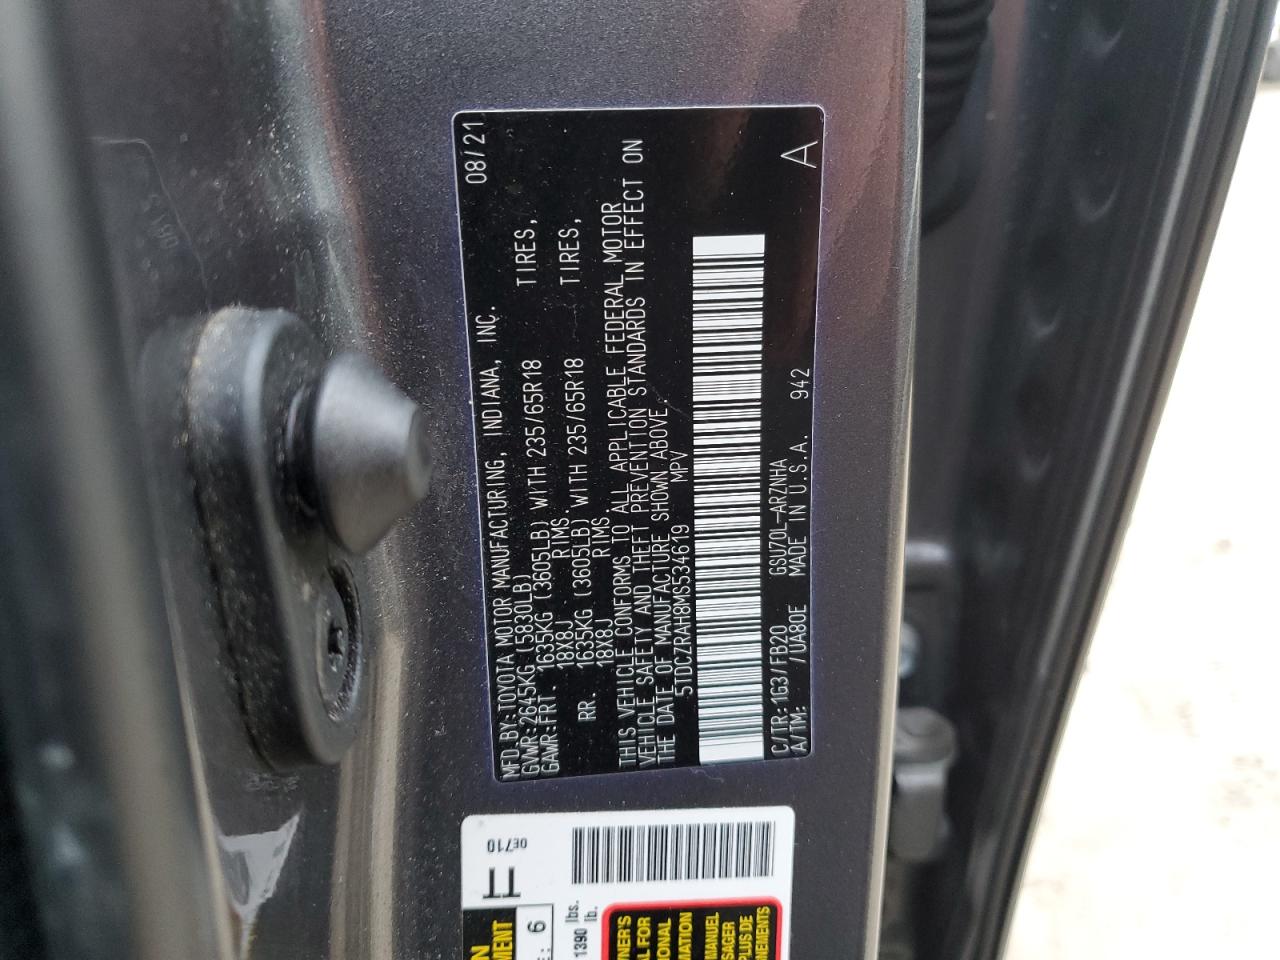 08/21
MFD.BY:TOYOTA MOTOR MANUFACTURING, INDIANA, INC.
GVWR:2645KG (5830LB)
GAWR:FRT. 1635KG (3605LB) WITH 235/65R18 TIRES,
18X8J RIMS
RR. 1635KG (3605LB) WITH 235/65R18 TIRES,
18X8J RIMS
THIS VEHICLE CONFORMS TO ALL APPLICABLE FEDERAL MOTOR
VEHICLE SAFETY AND THEFT PREVENTION STANDARDS IN EFFECT ON
THE DATE OF MANUFACTURE SHOWN ABOVE.
5TDCZRAH8MS534619 MPV
C/TR:1G3/FB20 GSU70L-ARZNHA
A/TM: /UA80E MADE IN U.S.A. 942 A
0E710
6
1390 lbs.
lb.